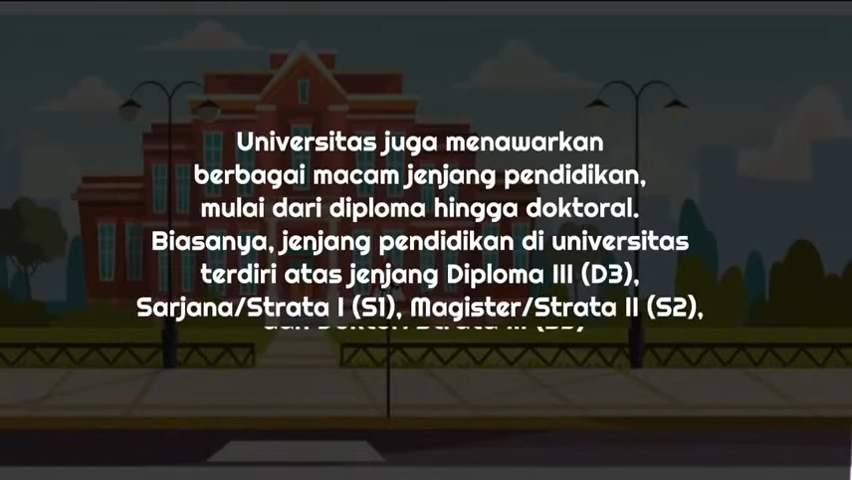 Universitas juga menawarkan
berbagai macam jenjang pendidikan,
mulai dari diploma hingga doktoral.
Biasanya, jenjang pendidikan di universitas
terdiri atas jenjang Diploma III (D3),
Sarjana/Strata I (S1), Magister/Strata II (S2),